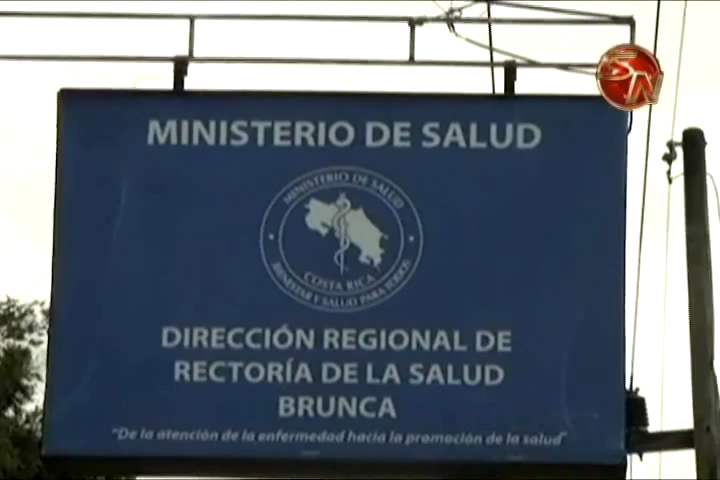 SN
MINISTERIO DE SALUD
MINISTERIO DE SALUD
COSTA RICA
BIENESTAR Y SALUD PARA TODOS
DIRECCIÓN REGIONAL DE
RECTORÍA DE LA SALUD
BRUNCA
"De la atención de la enfermedad hacia la promoción de la salud"